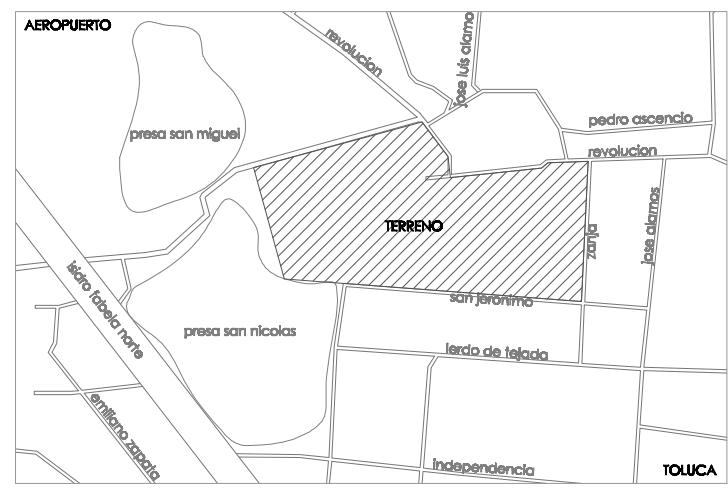 AEROPUERTO
revolucion
jose luis alamo
presa san miguel
pedro ascencio
revolucion
TERRENO
zanja
jose alamos
isidro fabela norte
san jeronimo
presa san nicolas
lerdo de tejada
emiliano zapata
independencia
TOLUCA